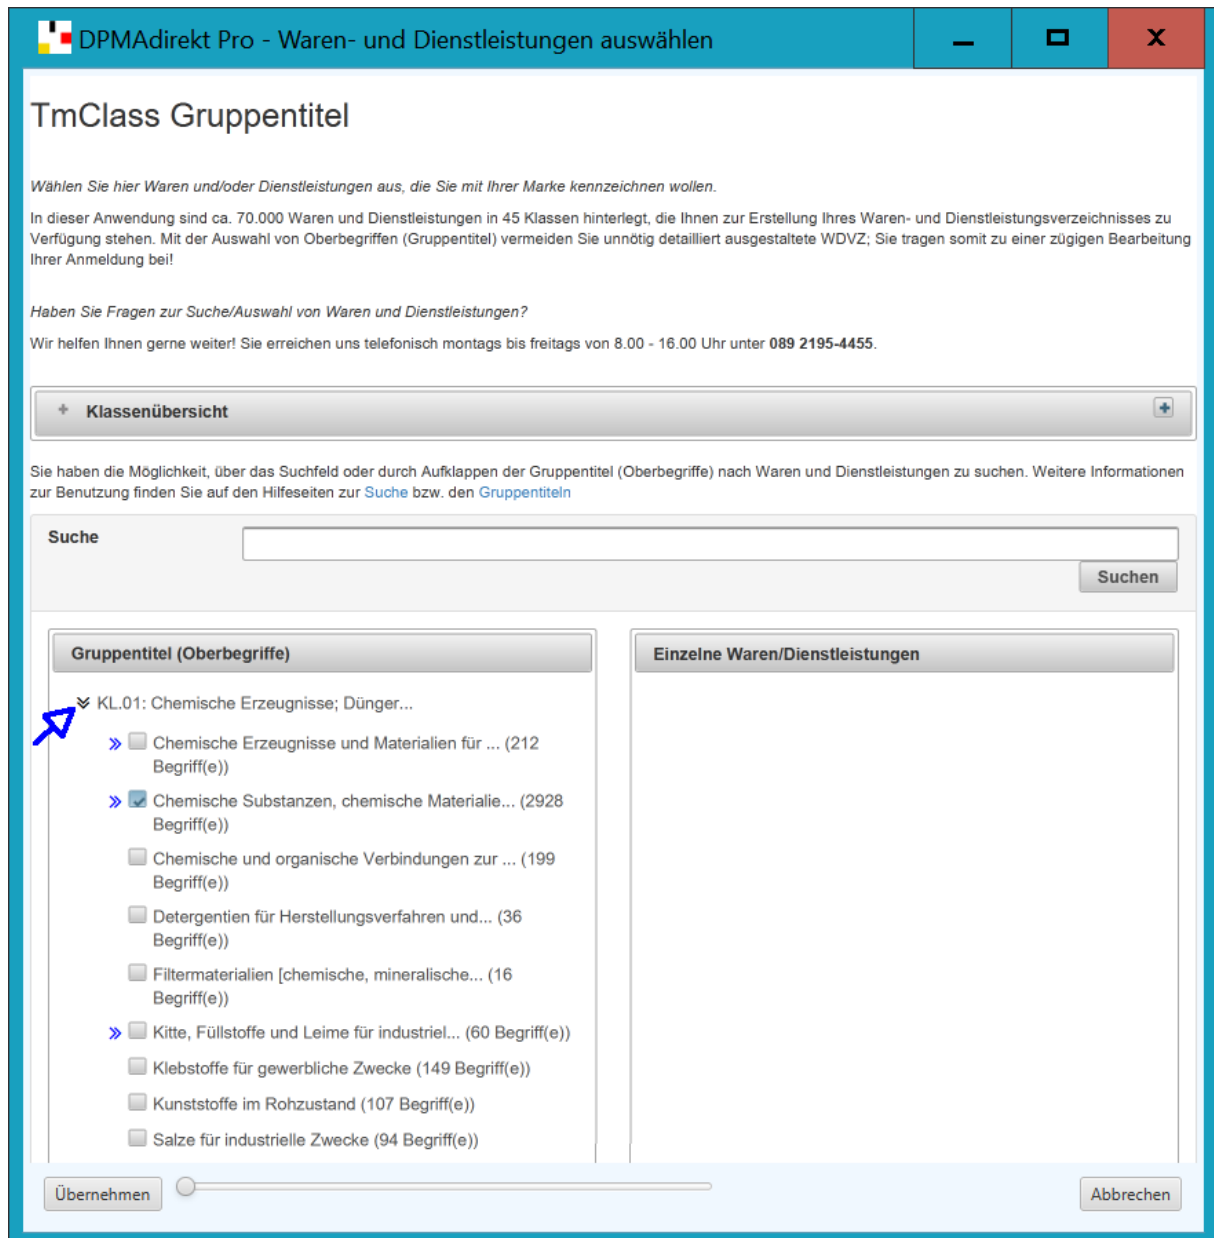 DPMAdirekt Pro - Waren- und Dienstleistungen auswählen
TmClass Gruppentitel
Wählen Sie hier Waren und/oder Dienstleistungen aus, die Sie mit Ihrer Marke kennzeichnen wollen.
In dieser Anwendung sind ca. 70.000 Waren und Dienstleistungen in 45 Klassen hinterlegt, die Ihnen zur Erstellung Ihres Waren- und Dienstleistungsverzeichnisses zu
Verfügung stehen. Mit der Auswahl von Oberbegriffen (Gruppentitel) vermeiden Sie unnötig detailliert ausgestaltete WDVZ; Sie tragen somit zu einer zügigen Bearbeitung
Ihrer Anmeldung bei!
Haben Sie Fragen zur Suche/Auswahl von Waren und Dienstleistungen?
Wir helfen Ihnen gerne weiter! Sie erreichen uns telefonisch montags bis freitags von 8.00 - 16.00 Uhr unter 089 2195-4455.
Klassenübersicht
Sie haben die Möglichkeit, über das Suchfeld oder durch Aufklappen der Gruppentitel (Oberbegriffe) nach Waren und Dienstleistungen zu suchen. Weitere Informationen
zur Benutzung finden Sie auf den Hilfeseiten zur Suche bzw. den Gruppentiteln
Suche
Suchen
Gruppentitel (Oberbegriffe)
Einzelne Waren/Dienstleistungen
KL.01: Chemische Erzeugnisse; Dünger...
Chemische Erzeugnisse und Materialien für ... (212
Begriff(e))
Chemische Substanzen, chemische Materialie... (2928
Begriff(e))
Chemische und organische Verbindungen zur ... (199
Begriff(e))
Detergentien für Herstellungsverfahren und... (36
Begriff(e))
Filtermaterialien [chemische, mineralische... (16
Begriff(e))
Kitte, Füllstoffe und Leime für industriel... (60 Begriff(e))
Klebstoffe für gewerbliche Zwecke (149 Begriff(e))
Kunststoffe im Rohzustand (107 Begriff(e))
Salze für industrielle Zwecke (94 Begriff(e))
Übernehmen
Abbrechen